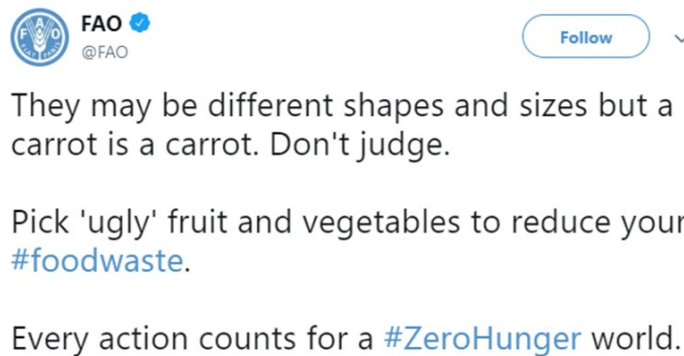 FAO
@FAO
Follow
They may be different shapes and sizes but a
carrot is a carrot. Don't judge.
Pick 'ugly' fruit and vegetables to reduce your
#foodwaste.
Every action counts for a #ZeroHunger world.